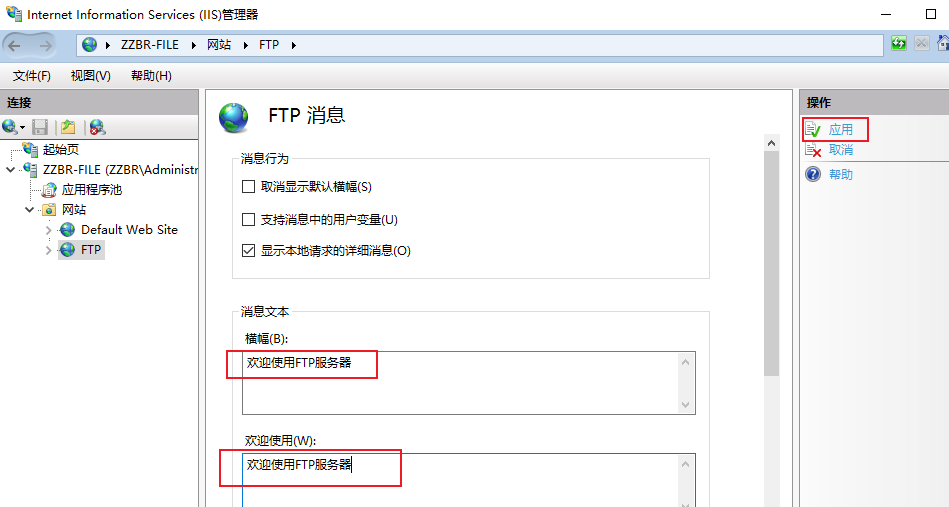 Internet Information Services (IIS)管理器
ZZBR-FILE 网站 FTP
文件(F) 视图(V) 帮助(H)
连接
起始页
ZZBR-FILE (ZZBR\Administr
应用程序池
网站
Default Web Site
FTP
FTP 消息
消息行为
取消显示默认横幅(S)
支持消息中的用户变量(U)
显示本地请求的详细消息(O)
消息文本
横幅(B):
欢迎使用FTP服务器
欢迎使用(W):
欢迎使用FTP服务器
操作
应用
取消
帮助